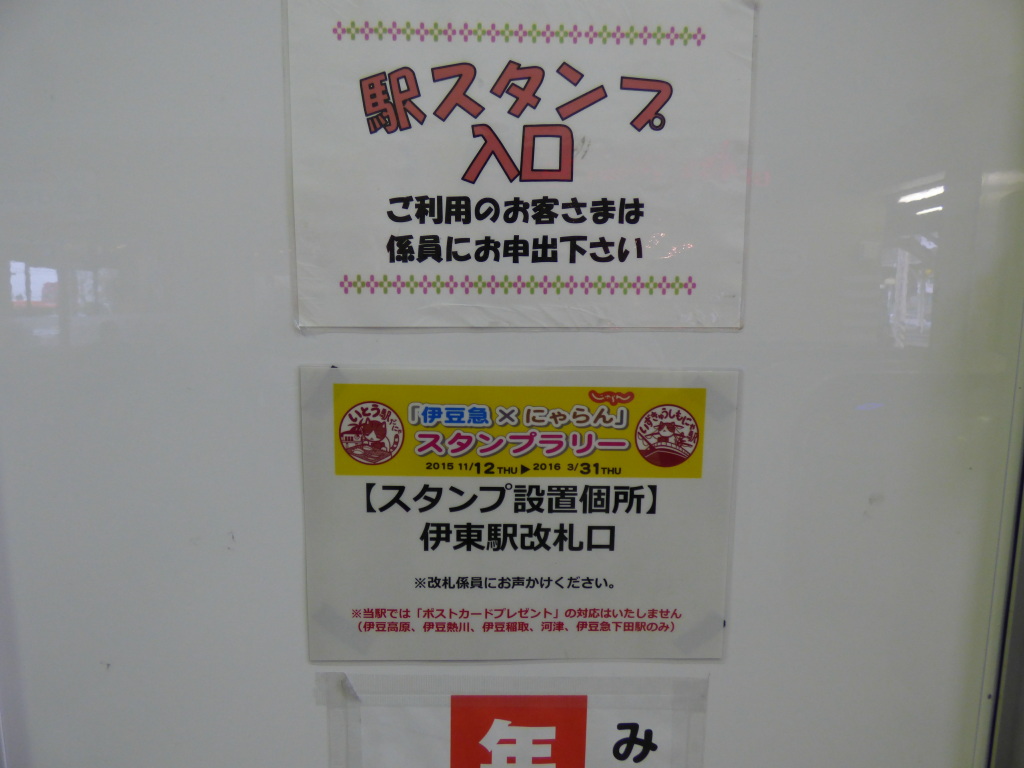 駅スタンプ
入口
ご利用のお客さまは
係員にお申出下さい
「伊豆急×にゃらん」
スタンプラリー
2015 11/12THU▶2016 3/31THU
いとう駅
【スタンプ設置個所】
伊東駅改札口
※改札係員にお声かけください。
※当駅では「ポストカードプレゼント」の対応はいたしません
（伊豆高原、伊豆熱川、伊豆稲取、河津、伊豆急下田駅のみ）
年
み